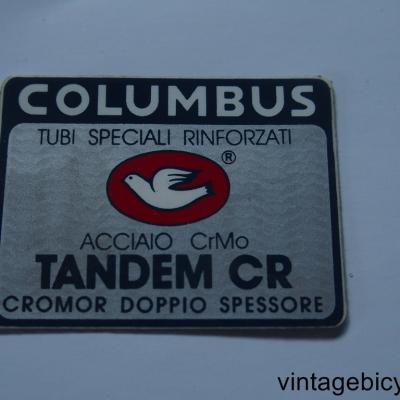 COLUMBUS
TUBI SPECIALI RINFORZATI
®
ACCIAIO CrMo
TANDEM CR
CROMOR DOPPIO SPESSORE
vintagebicy